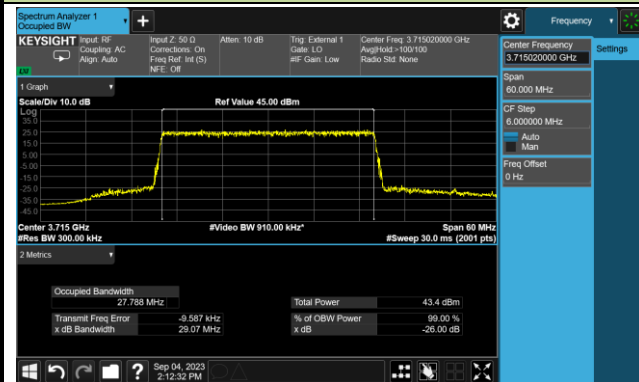 Spectrum Analyzer 1
Occupied BW
Frequency
KEYSIGHT
Input: RF
Coupling: AC
Align: Auto
Input Z: 50 Ω
Corrections: On
Freq Ref: Int (S)
NFE: Off
Atten: 10 dB
Trig: External 1
Gate: LO
#IF Gain: Low
Center Freq: 3.715020000 GHz
Avg|Hold:>100/100
Radio Std: None
Center Frequency
3.715020000 GHz
Settings
Span
60.000 MHz
CF Step
6.000000 MHz
Auto
Man
Freq Offset
0 Hz
1 Graph
Scale/Div 10.0 dB
Ref Value 45.00 dBm
Log
35.0
25.0
15.0
5.00
-5.00
-15.0
-25.0
-35.0
-45.0
Center 3.715 GHz
#Video BW 910.00 kHz*
Span 60 MHz
#Res BW 300.00 kHz
#Sweep 30.0 ms (2001 pts)
2 Metrics
Occupied Bandwidth
27.788 MHz
Total Power
43.4 dBm
Transmit Freq Error
-9.587 kHz
% of OBW Power
99.00 %
x dB Bandwidth
29.07 MHz
x dB
-26.00 dB
Sep 04, 2023
2:12:32 PM